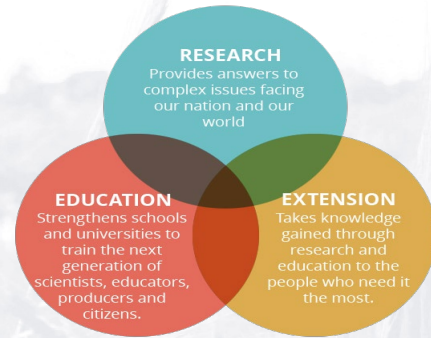 RESEARCH
Provides answers to
complex issues facing
our nation and our
world
EDUCATION
Strengthens schools
and universities to
train the next
generation of
scientists, educators,
producers and
citizens.
EXTENSION
Takes knowledge
gained through
research and
education to the
people who need it
the most.